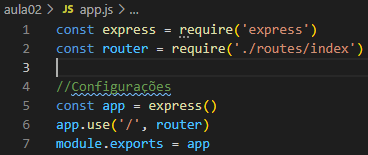 aula02 > JS app.js > ...
1 const express = require('express')
2 const router = require('./routes/index')
3
4 //Configurações
5 const app = express()
6 app.use('/', router)
7 module.exports = app